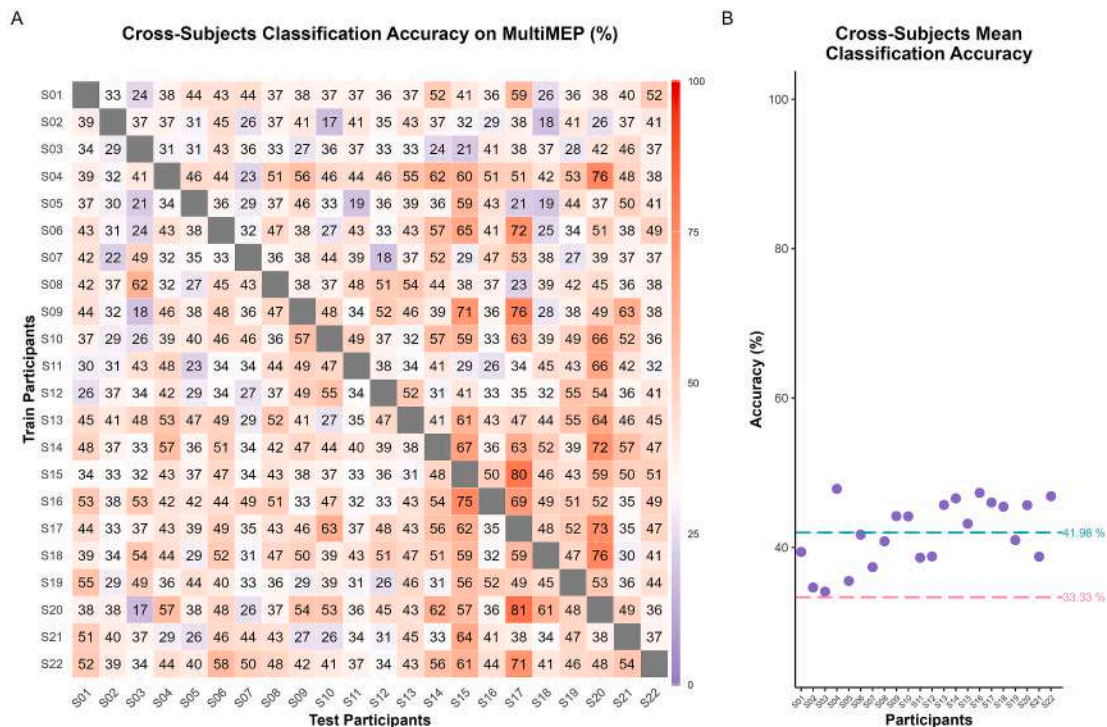 A
Cross-Subjects Classification Accuracy on MultiMEP (%)
S01 33 24 38 44 43 44 37 38 37 37 36 37 52 41 36 59 26 36 38 40 52
S02 39 37 37 31 45 26 37 41 17 41 35 43 37 32 29 38 18 41 26 37 41
S03 34 29 31 31 43 36 33 27 36 37 33 33 24 21 41 38 37 28 42 46 37
S04 39 32 41 46 44 23 51 56 46 44 46 55 62 60 51 51 42 53 76 48 38
S05 37 30 21 34 36 29 37 46 33 19 36 39 36 59 43 21 19 44 37 50 41
S06 43 31 24 43 38 32 47 38 27 43 33 43 57 65 41 72 25 34 51 38 49
S07 42 22 49 32 35 33 36 38 44 39 18 37 52 29 47 53 38 27 39 37 37
S08 42 37 62 32 27 45 43 38 37 48 51 54 44 38 37 23 39 42 45 36 38
S09 44 32 18 46 38 48 36 47 48 34 52 46 39 71 36 76 28 38 49 63 38
S10 37 29 26 39 40 46 46 36 57 49 37 32 57 59 33 63 39 49 66 52 36
S11 30 31 43 48 23 34 34 44 49 47 38 34 41 29 26 34 45 43 66 42 32
S12 26 37 34 42 29 34 27 37 49 55 34 52 31 41 33 35 32 55 54 36 41
S13 45 41 48 53 47 49 29 52 41 27 35 47 41 61 43 47 44 55 64 46 45
S14 48 37 33 57 36 51 34 42 47 44 40 39 38 67 37 63 52 39 72 57 47
S15 34 33 32 43 37 47 34 43 38 37 33 36 31 48 50 80 46 43 59 50 51
S16 53 38 53 42 42 44 49 51 33 47 32 33 43 54 75 69 49 51 52 35 49
S17 44 33 37 43 39 49 35 43 46 63 37 48 43 56 62 35 48 52 73 35 47
S18 39 34 54 44 29 52 31 47 50 39 43 51 47 51 59 32 59 47 76 30 41
S19 55 29 49 36 44 40 33 36 29 39 31 26 46 31 56 52 49 45 53 36 44
S20 38 38 17 57 38 48 26 37 54 53 36 45 43 62 57 36 81 61 48 49 36
S21 51 40 37 29 26 46 44 43 27 26 34 31 45 33 64 41 38 34 47 38 37
S22 52 39 34 44 40 58 50 48 42 41 37 34 43 56 61 44 71 41 46 48 54
S01 S02 S03 S04 S05 S06 S07 S08 S09 S10 S11 S12 S13 S14 S15 S16 S17 S18 S19 S20 S21 S22
Train Participants
Test Participants
100
75
50
25
0
B
Cross-Subjects Mean
Classification Accuracy
100
80
60
40
Accuracy (%)
41.96 %
33.33 %
S01 S02 S03 S04 S05 S06 S07 S08 S09 S10 S11 S12 S13 S14 S15 S16 S17 S18 S19 S20 S21 S22
Participants